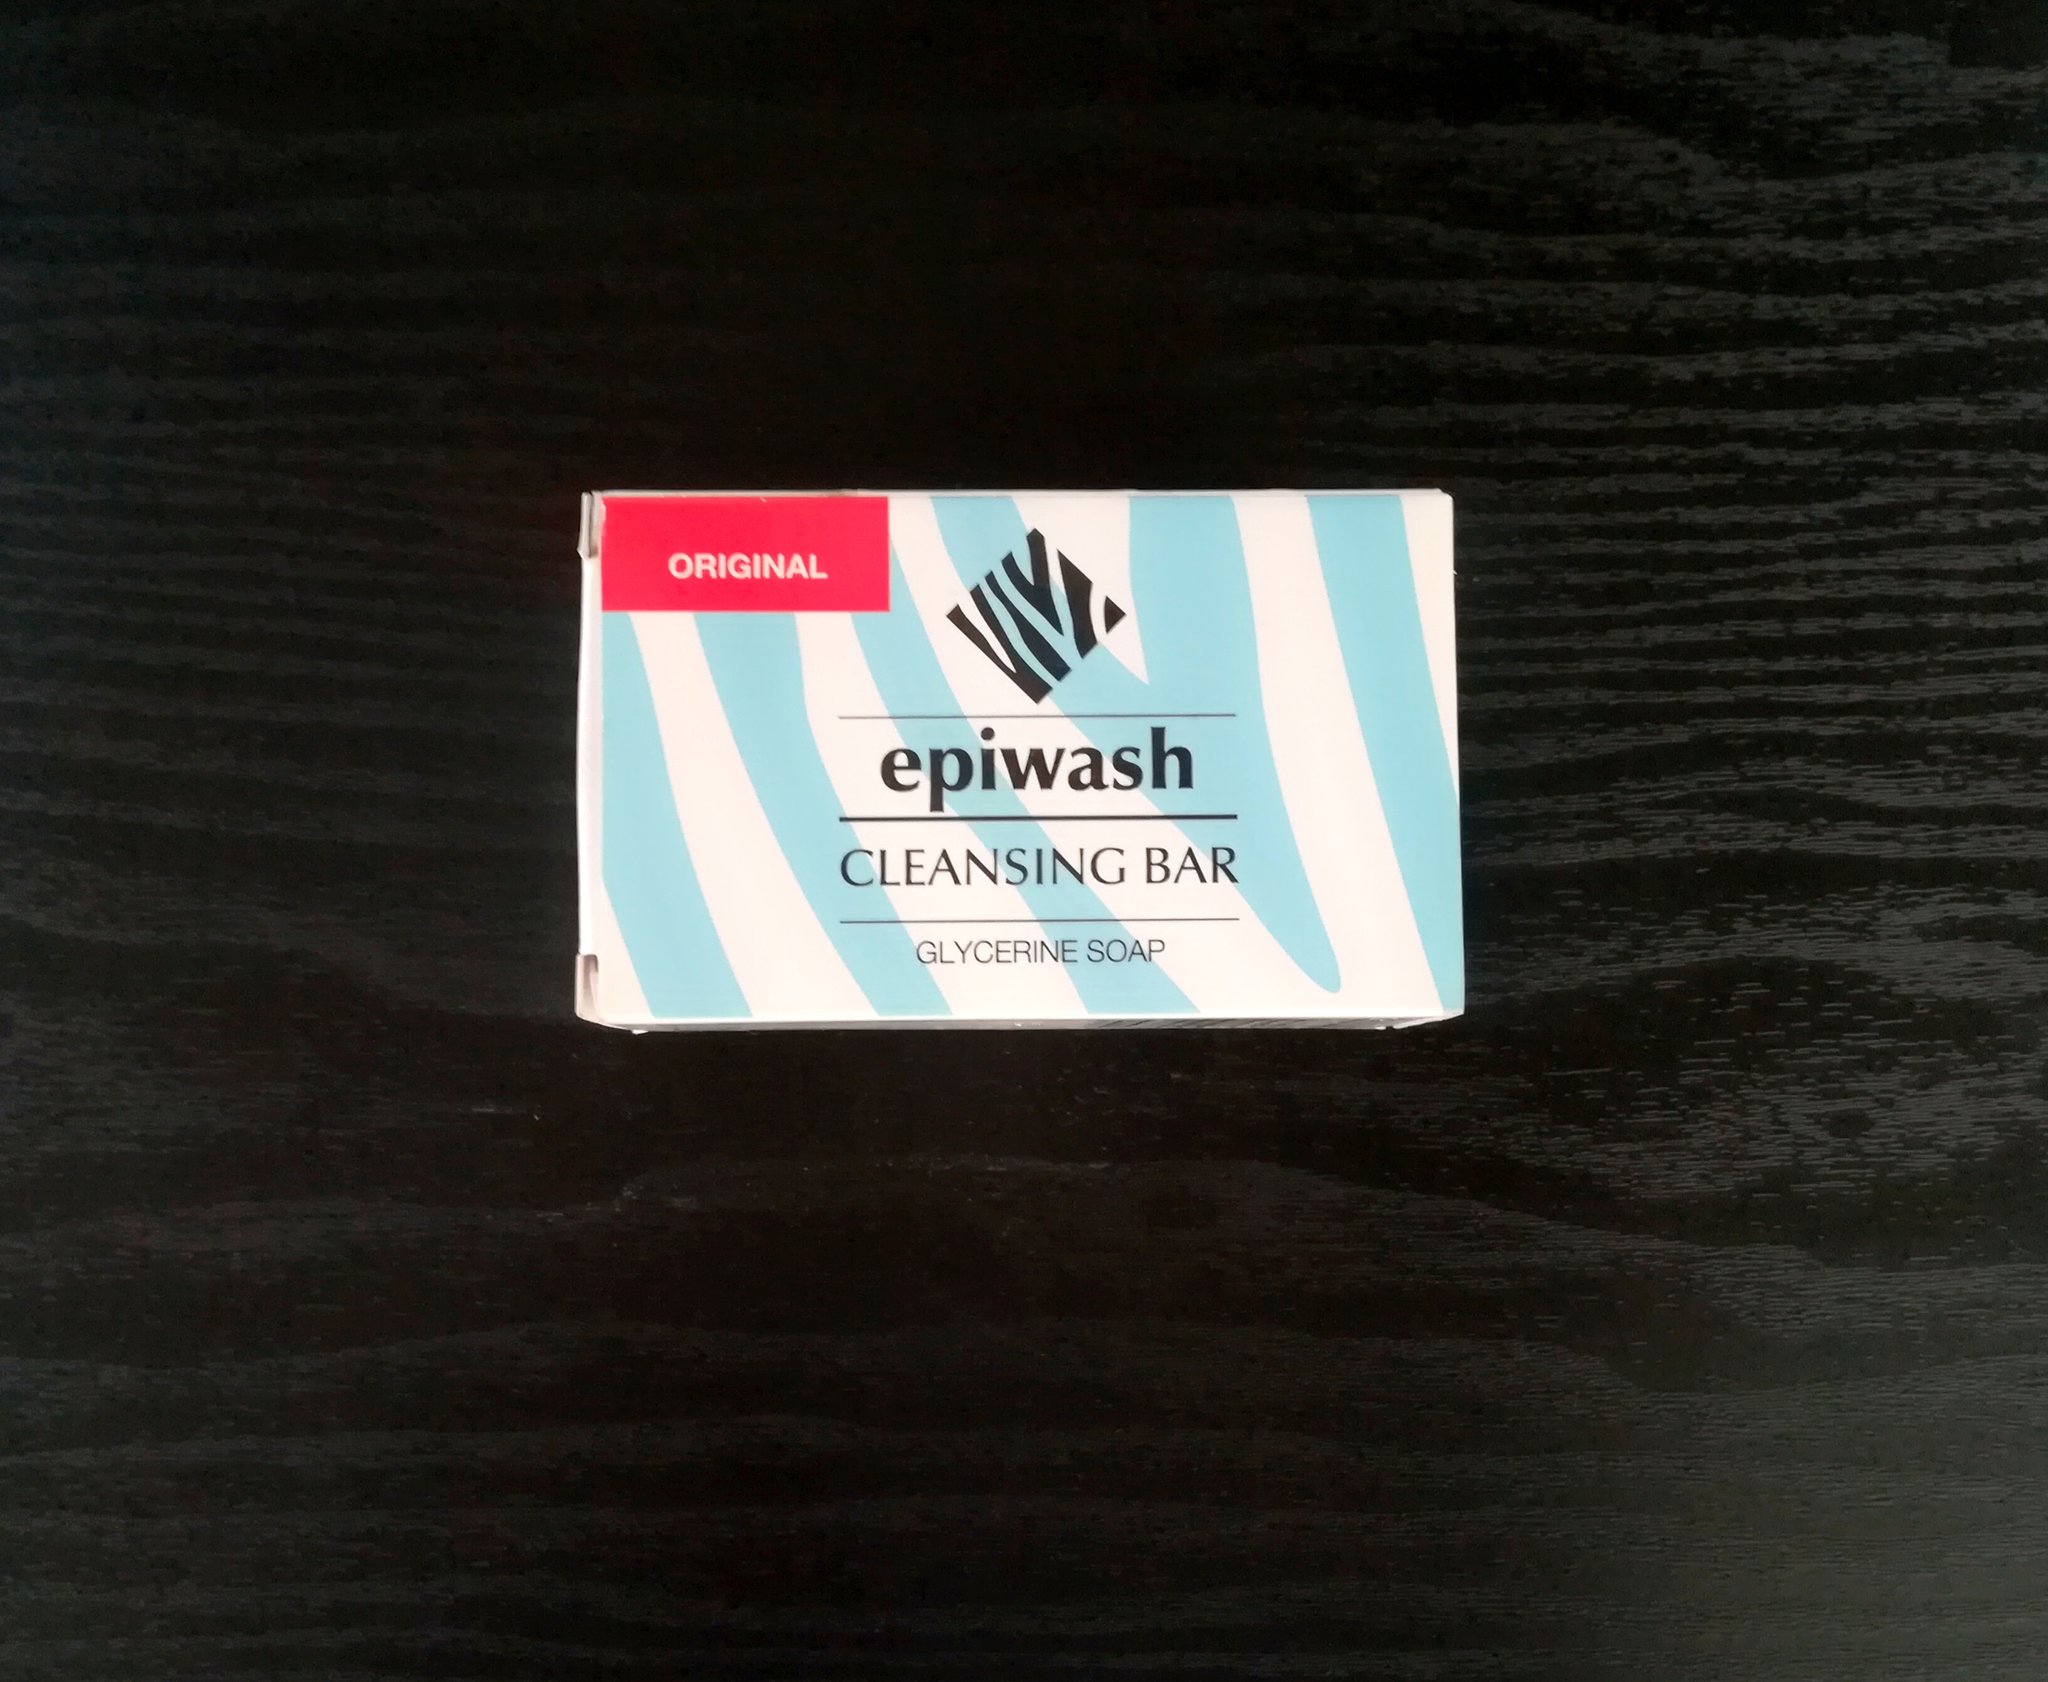 ORIGINAL
epiwash
CLEANSING BAR
GLYCERINE SOAP